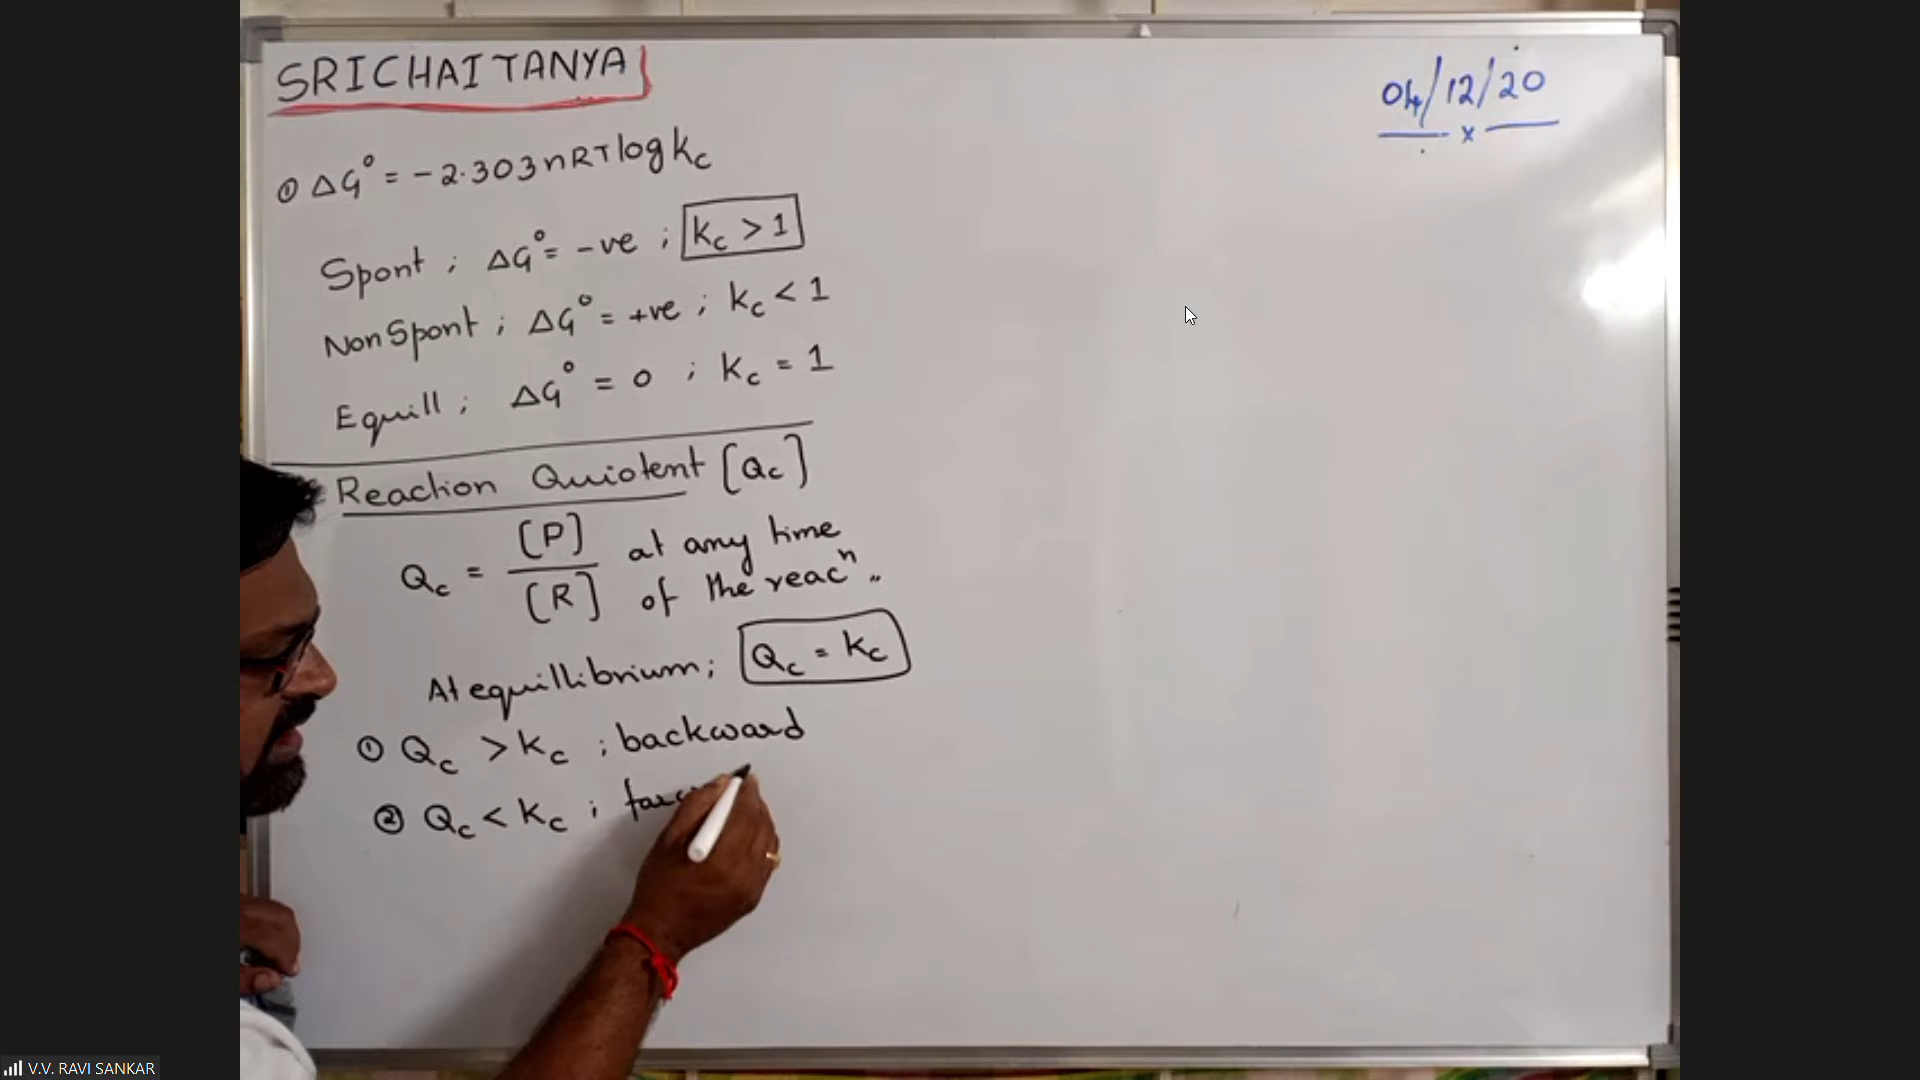 SRICHAITANYA
04/12/20
x
① ΔG° = -2.303nRT log Kc
Spont ; ΔG° = -ve ; Kc > 1
NonSpont ; ΔG° = +ve ; Kc < 1
Equill ; ΔG° = 0 ; Kc = 1
Reaction Quiotent [Qc]
Qc = [P] / [R] at any time
of the reacⁿ..
At equillibrium ; Qc = Kc
① Qc > Kc ; backward
② Qc < Kc ;
V.V. RAVI SANKAR